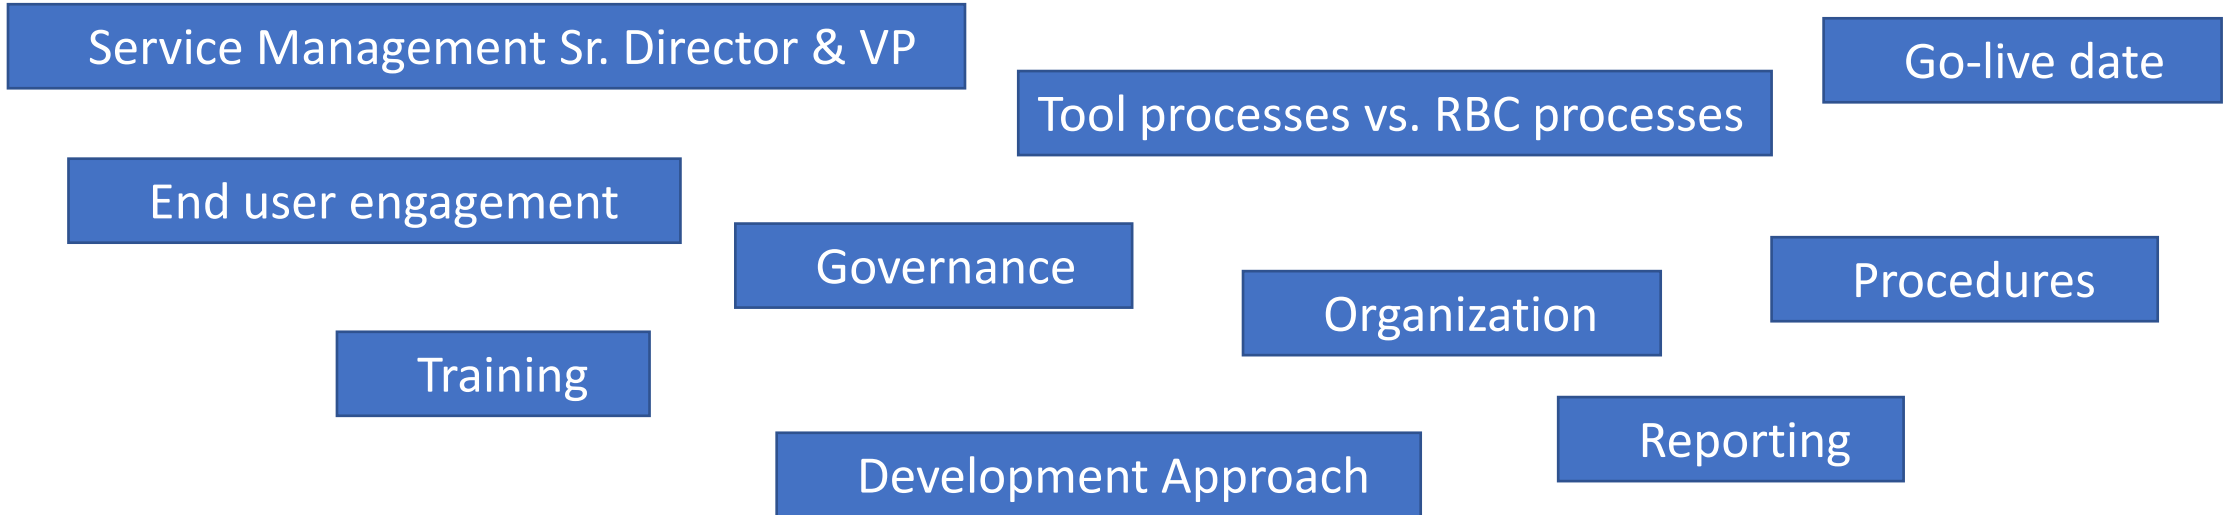 Service Management Sr. Director & VP
Go-live date
Tool processes vs. RBC processes
End user engagement
Governance
Procedures
Organization
Training
Reporting
Development Approach